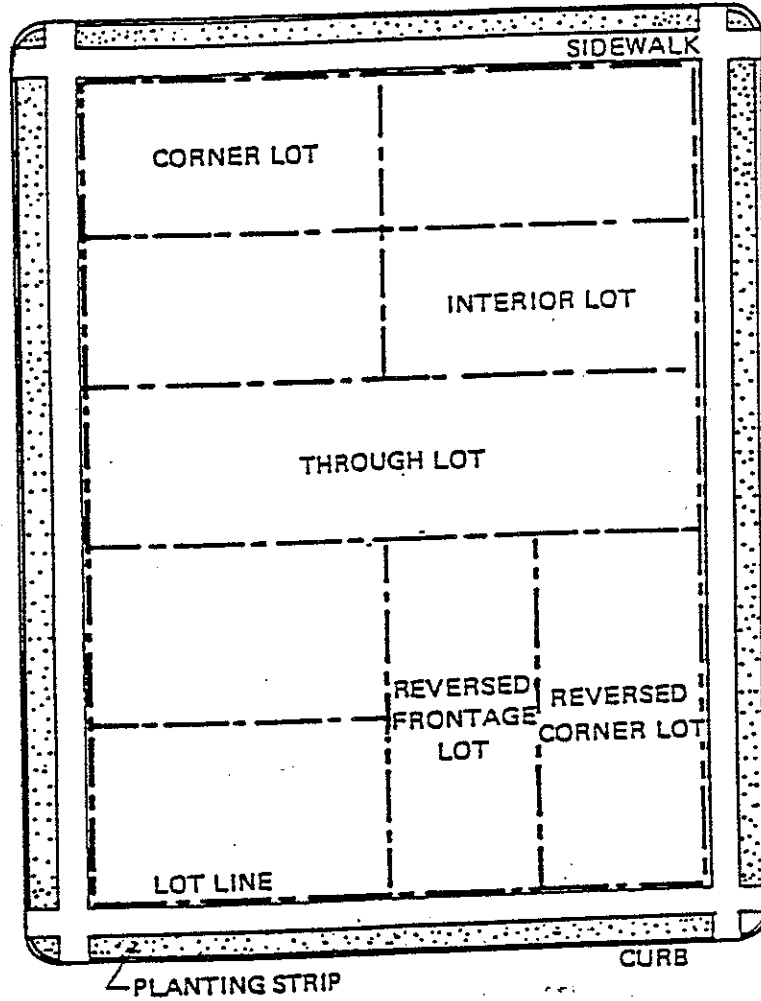 SIDEWALK
CORNER LOT
INTERIOR LOT
THROUGH LOT
REVERSED
FRONTAGE
LOT
REVERSED
CORNER LOT
LOT LINE
CURB
PLANTING STRIP